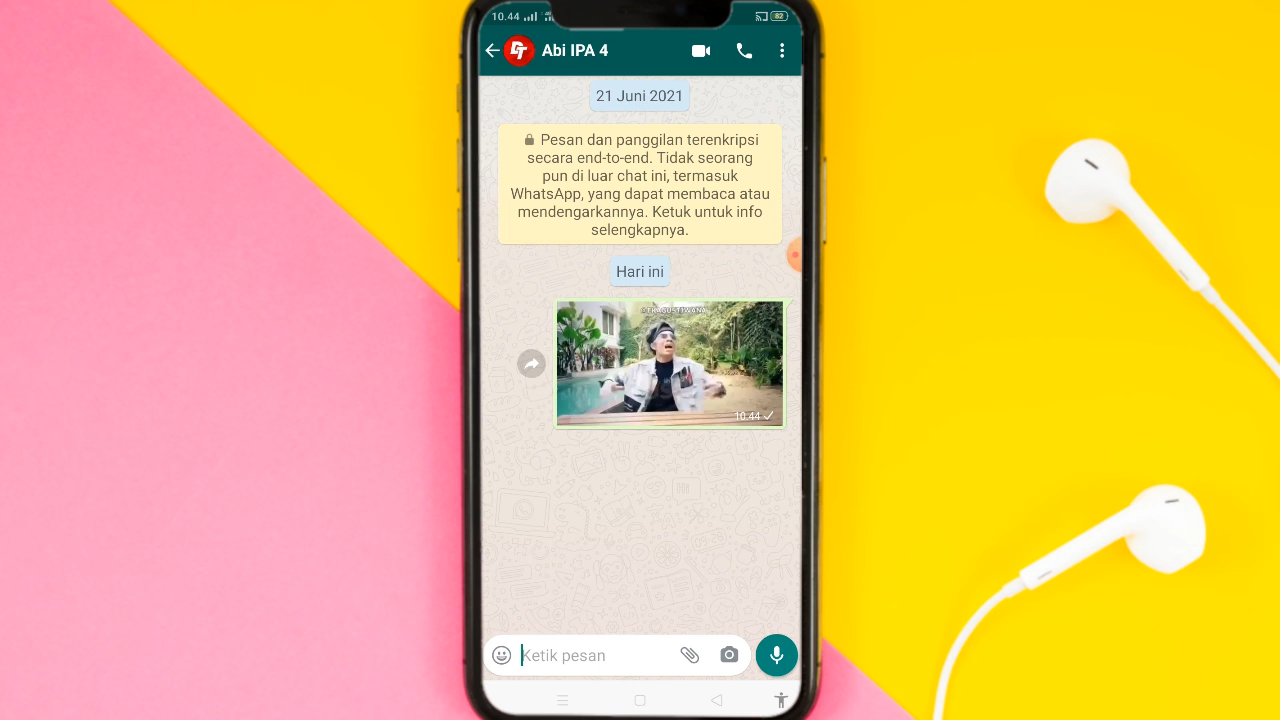 10.44
82
Abi IPA 4
21 Juni 2021
Pesan dan panggilan terenkripsi
secara end-to-end. Tidak seorang
pun di luar chat ini, termasuk
WhatsApp, yang dapat membaca atau
mendengarkannya. Ketuk untuk info
selengkapnya.
Hari ini
10.44
Ketik pesan